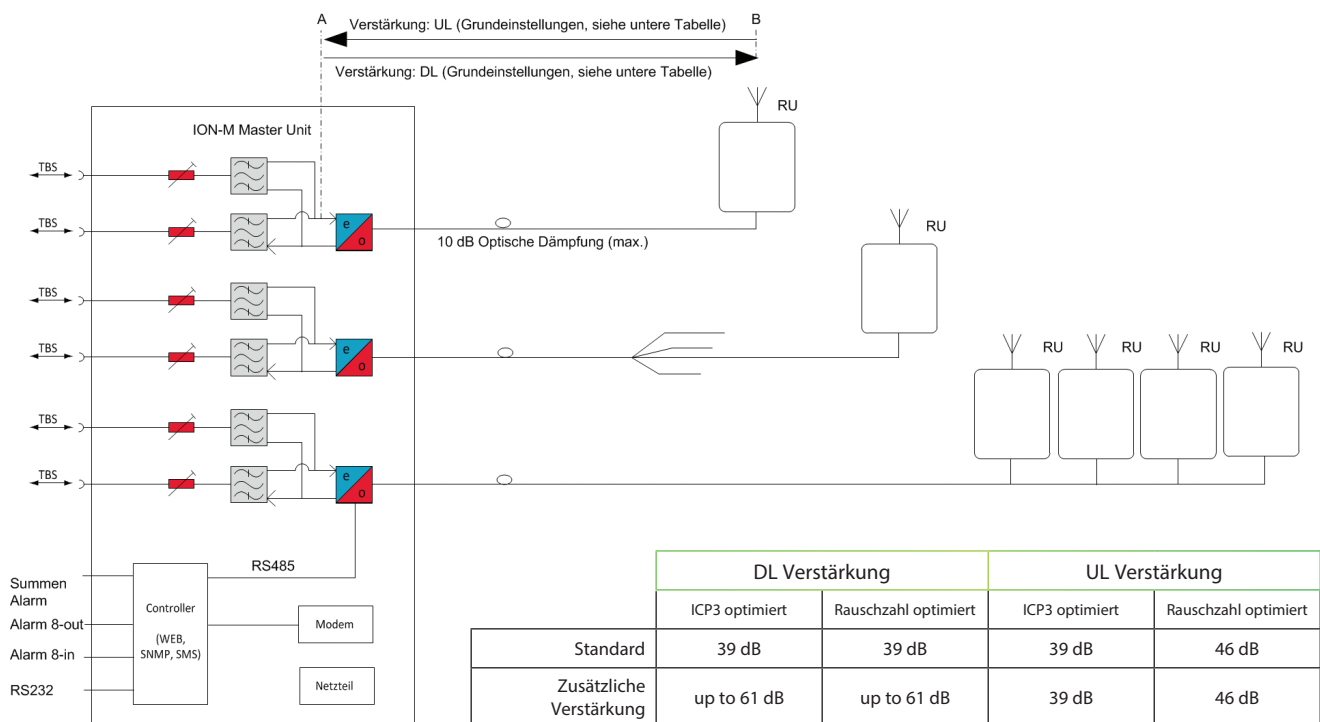 A
B
Verstärkung: UL (Grundeinstellungen, siehe untere Tabelle)
Verstärkung: DL (Grundeinstellungen, siehe untere Tabelle)
RU
ION-M Master Unit
TBS
TBS
10 dB Optische Dämpfung (max.)
e
o
RU
TBS
TBS
e
o
RU
RU
RU
RU
TBS
TBS
e
o
RS485
Summen
Alarm
Alarm 8-out
Alarm 8-in
RS232
Controller
(WEB,
SNMP, SMS)
Modem
Netzteil
DL Verstärkung UL Verstärkung
ICP3 optimiert Rauschzahl optimiert ICP3 optimiert Rauschzahl optimiert
Standard 39 dB 39 dB 39 dB 46 dB
Zusätzliche
Verstärkung up to 61 dB up to 61 dB 39 dB 46 dB